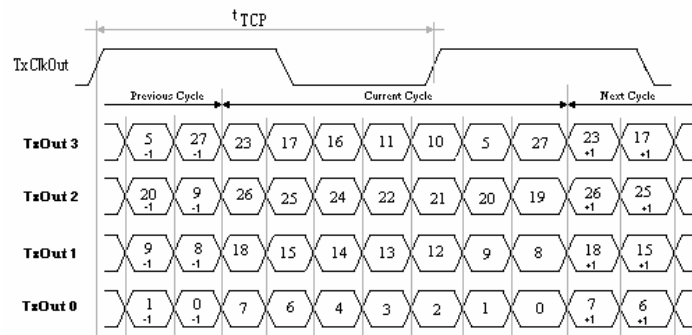 tTCP
TxClkOut
Previous Cycle Current Cycle Next Cycle
TxOut 3 5 -1 27 -1 23 17 16 11 10 5 27 23 +1 17 +1
TxOut 2 20 -1 9 -1 26 25 24 22 21 20 19 26 +1 25 +1
TxOut 1 9 -1 8 -1 18 15 14 13 12 9 8 18 +1 15 +1
TxOut 0 1 -1 0 -1 7 6 4 3 2 1 0 7 +1 6 +1